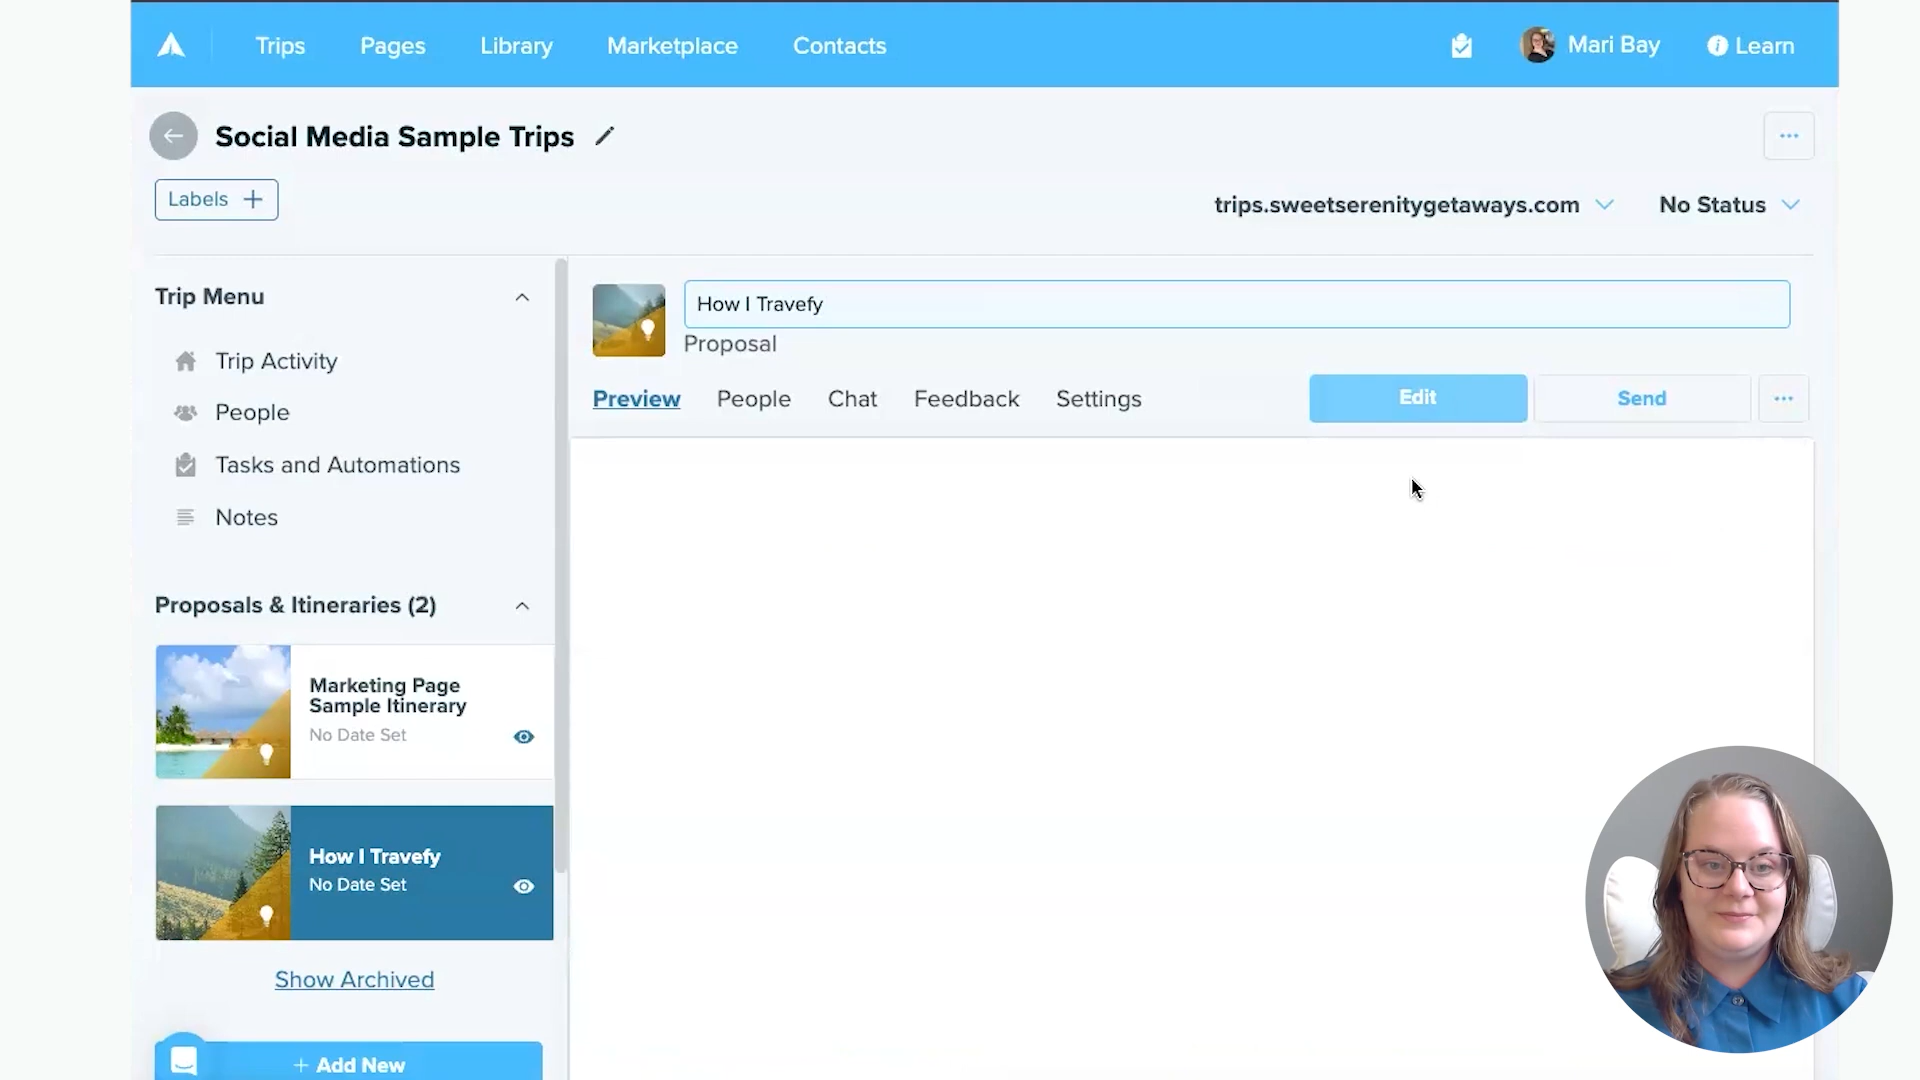 Trips
Pages
Library
Marketplace
Contacts
Mari Bay
Learn
Social Media Sample Trips
Labels
trips.sweetserenitygetaways.com
No Status
Trip Menu
Trip Activity
People
Tasks and Automations
Notes
Proposals & Itineraries (2)
Marketing Page
Sample Itinerary
No Date Set
How I Travefy
No Date Set
Show Archived
+ Add New
How I Travefy
Proposal
Preview
People
Chat
Feedback
Settings
Edit
Send